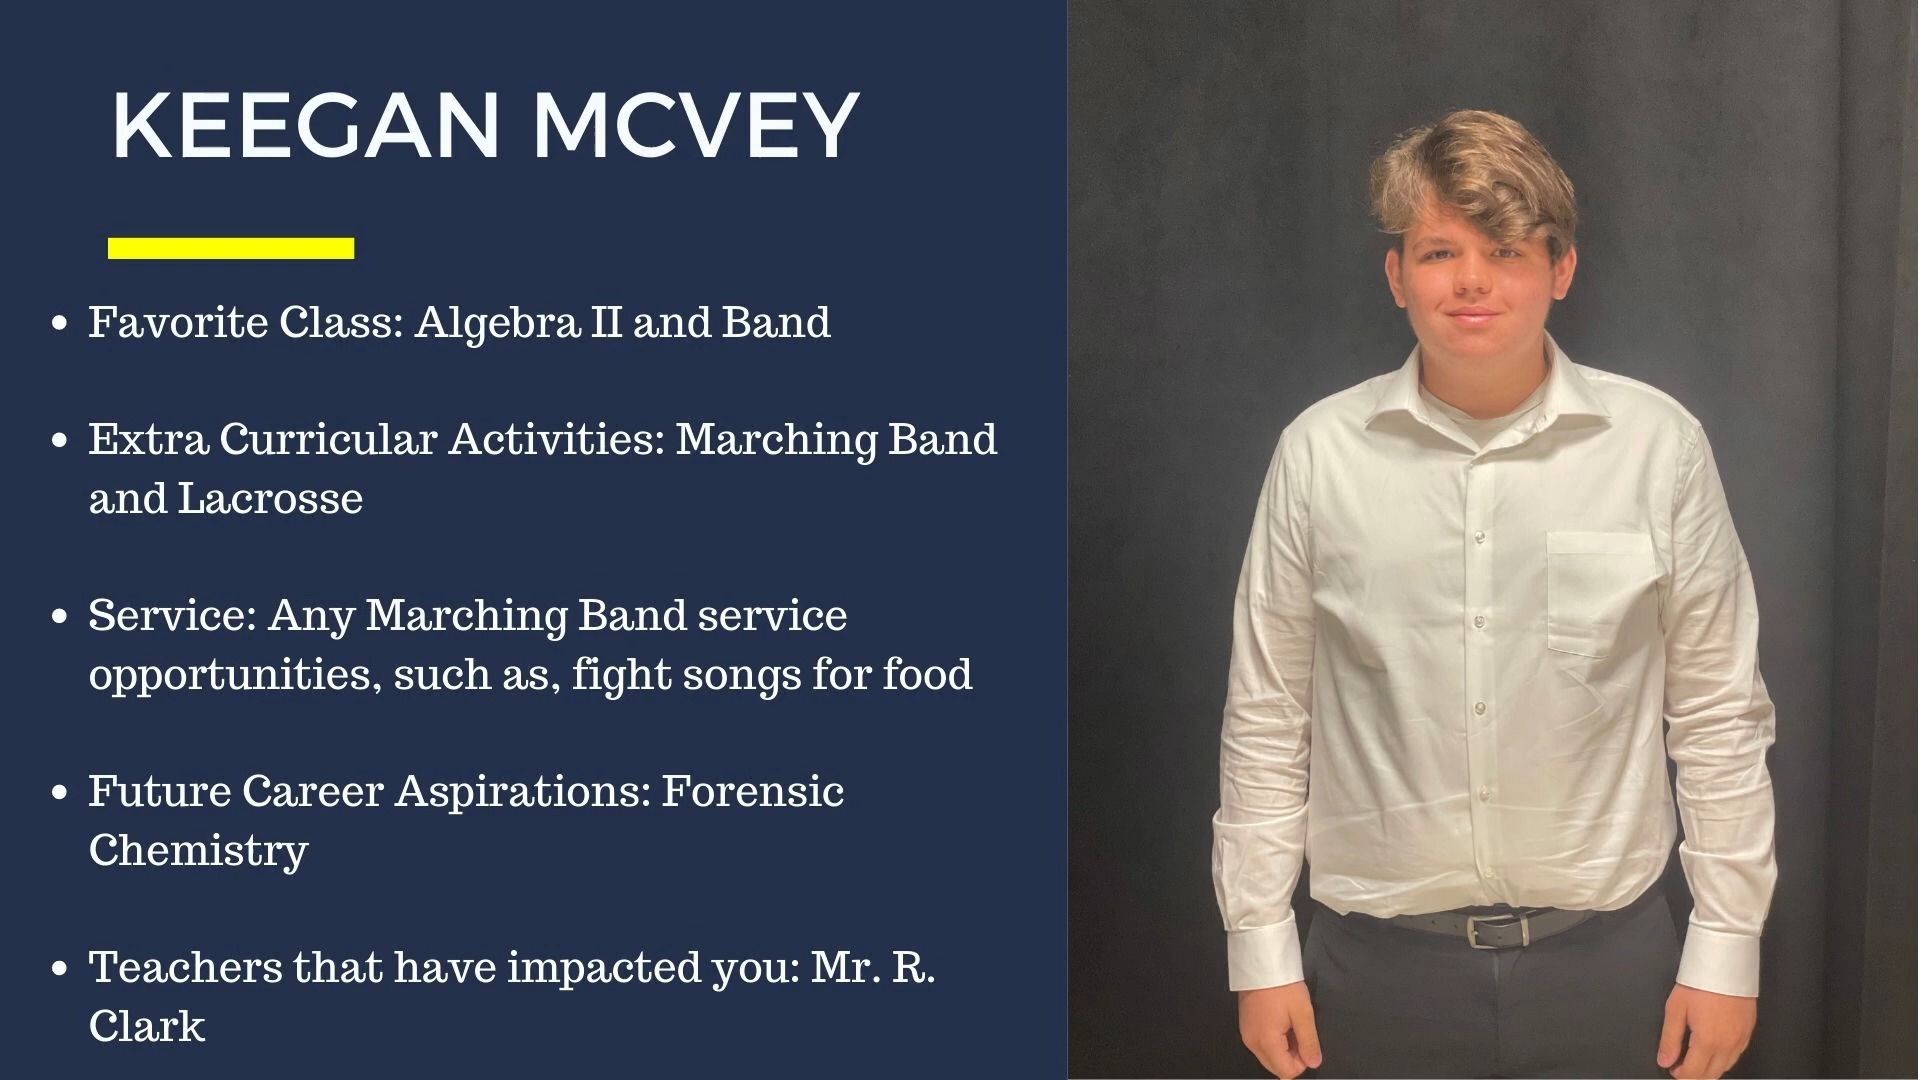 KEEGAN MCVEY
• Favorite Class: Algebra II and Band
• Extra Curricular Activities: Marching Band
and Lacrosse
• Service: Any Marching Band service
opportunities, such as, fight songs for food
• Future Career Aspirations: Forensic
Chemistry
• Teachers that have impacted you: Mr. R.
Clark